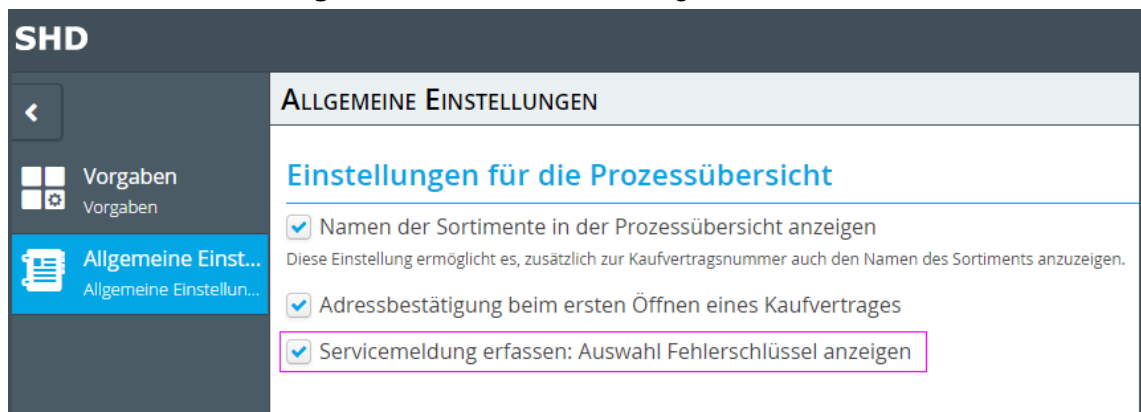 SHD
ALLGEMEINE EINSTELLUNGEN
Vorgaben
Vorgaben
Allgemeine Einst...
Allgemeine Einstellun...
Einstellungen für die Prozessübersicht
Namen der Sortimente in der Prozessübersicht anzeigen
Diese Einstellung ermöglicht es, zusätzlich zur Kaufvertragsnummer auch den Namen des Sortiments anzuzeigen.
Adressbestätigung beim ersten Öffnen eines Kaufvertrages
Servicemeldung erfassen: Auswahl Fehlerschlüssel anzeigen